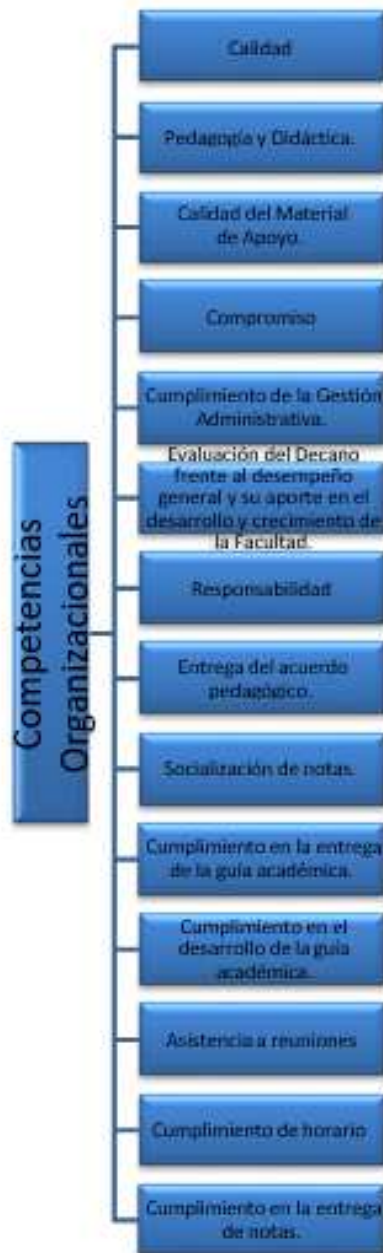 Competencias
Organizacionales
Calidad
Pedagogía y Didáctica.
Calidad del Material
de Apoyo.
Compromiso
Cumplimiento de la Gestión
Administrativa.
Evaluación del Decano
frente al desempeño
general y su aporte en el
desarrollo y crecimiento de
la Facultad.
Responsabilidad
Entrega del acuerdo
pedagógico.
Socialización de notas.
Cumplimiento en la entrega
de la guía académica.
Cumplimiento en el
desarrollo de la guía
académica.
Asistencia a reuniones
Cumplimiento de horario
Cumplimiento en la entrega
de notas.